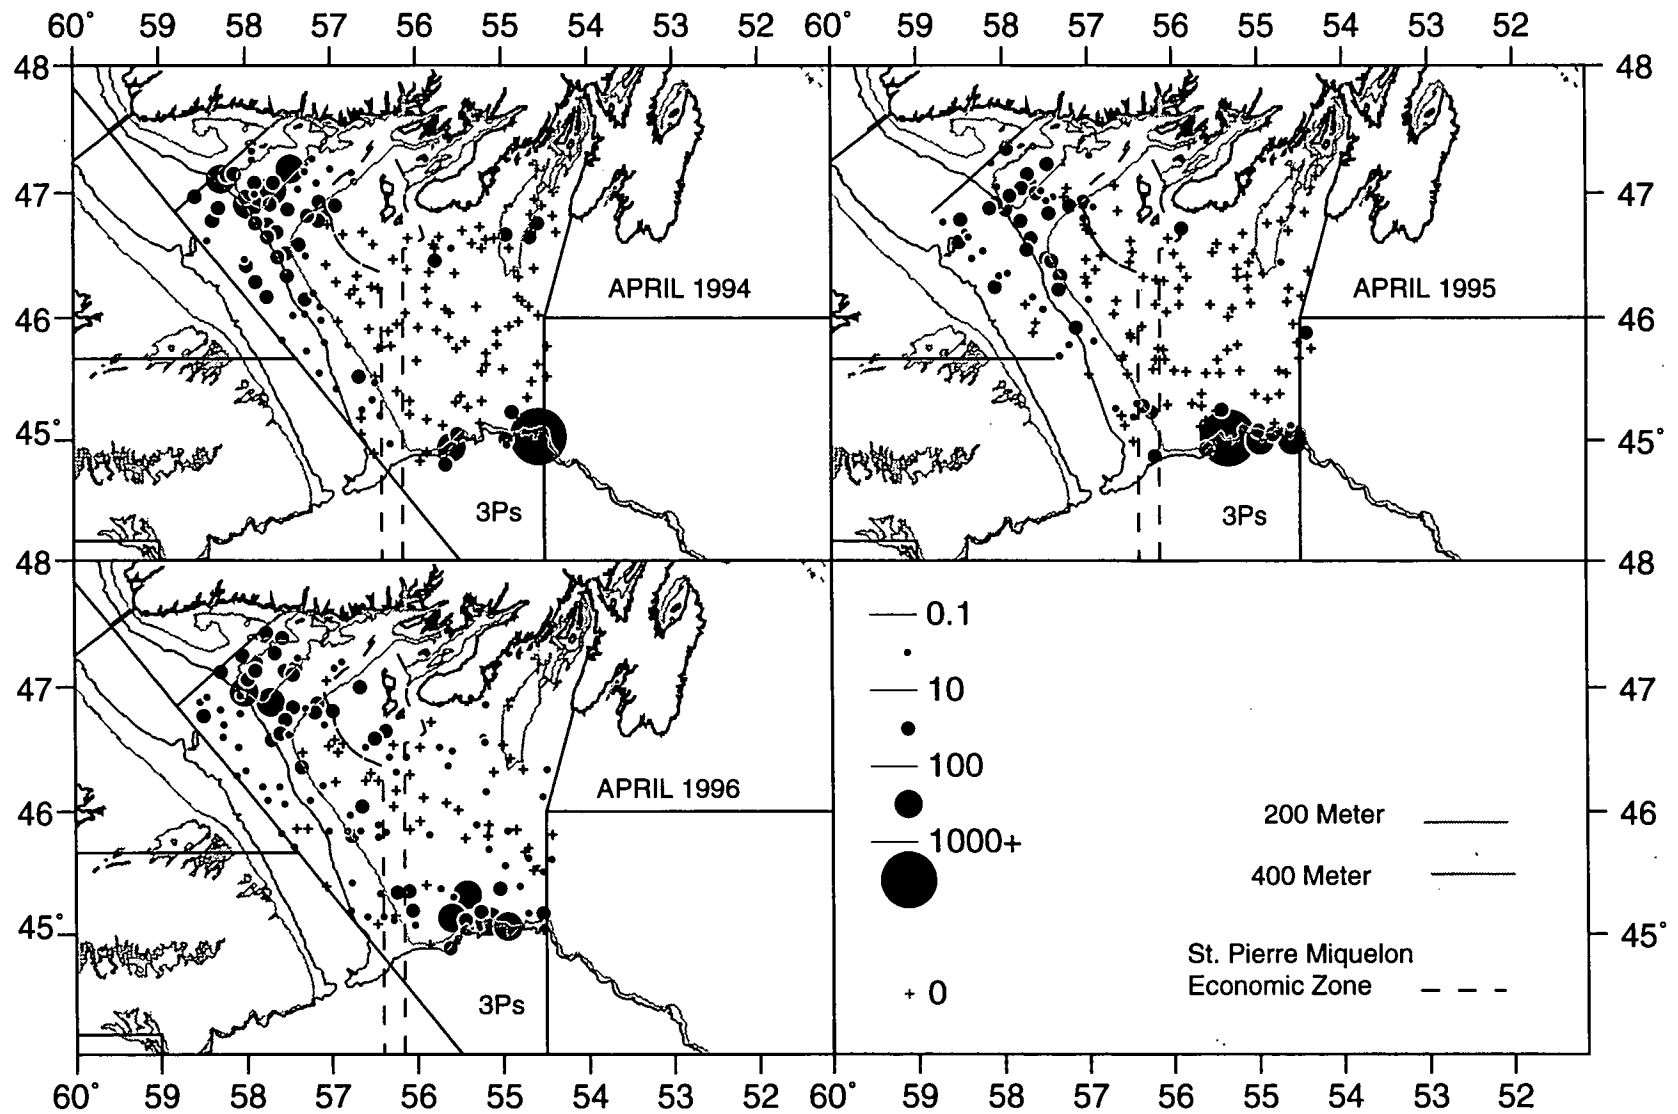 60° 59 58 57 56 55 54 53 52 60° 59 58 57 56 55 54 53 52
48 48
47 47
APRIL 1994 APRIL 1995
46 46
45° 45°
3Ps 3Ps
48 48
0.1
10
47 47
100
APRIL 1996
1000+
200 Meter
46 46
400 Meter
45° 45°
St. Pierre Miquelon
Economic Zone
0
3Ps
60° 59 58 57 56 55 54 53 52 60° 59 58 57 56 55 54 53 52